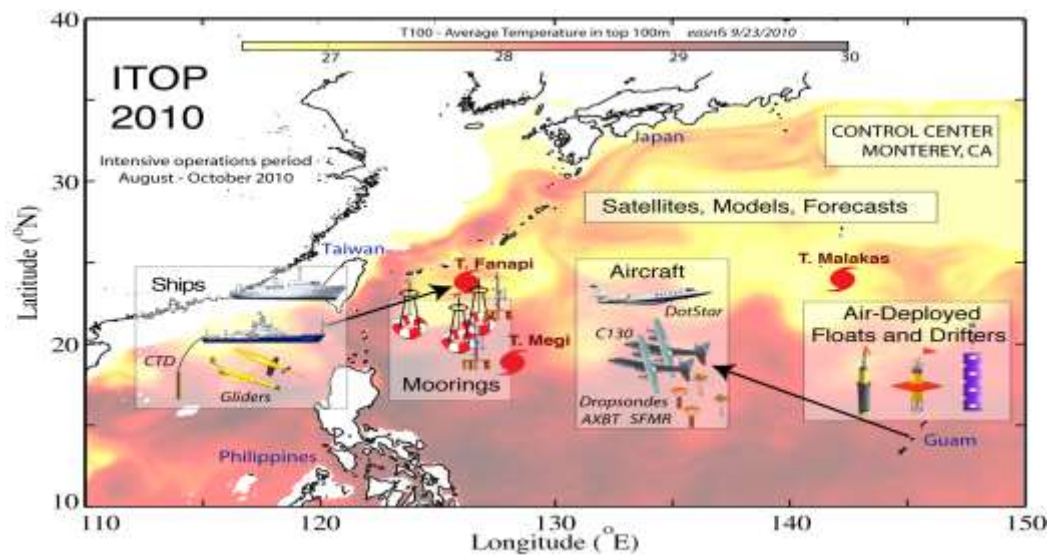 T100 - Average Temperature in top 100m easnfs 9/23/2010
27 28 29 30
ITOP
2010
Intensive operations period
August - October 2010
Japan
CONTROL CENTER
MONTEREY, CA
Satellites, Models, Forecasts
Taiwan
Ships
CTD
Gliders
T. Fanapi
T. Megi
Moorings
Aircraft
DotStar
C130
Dropsondes
AXBT SFMR
T. Malakas
Air-Deployed
Floats and Drifters
Guam
Philippines
40
30
20
10
Latitude (°N)
110 120 130 140 150
Longitude (°E)